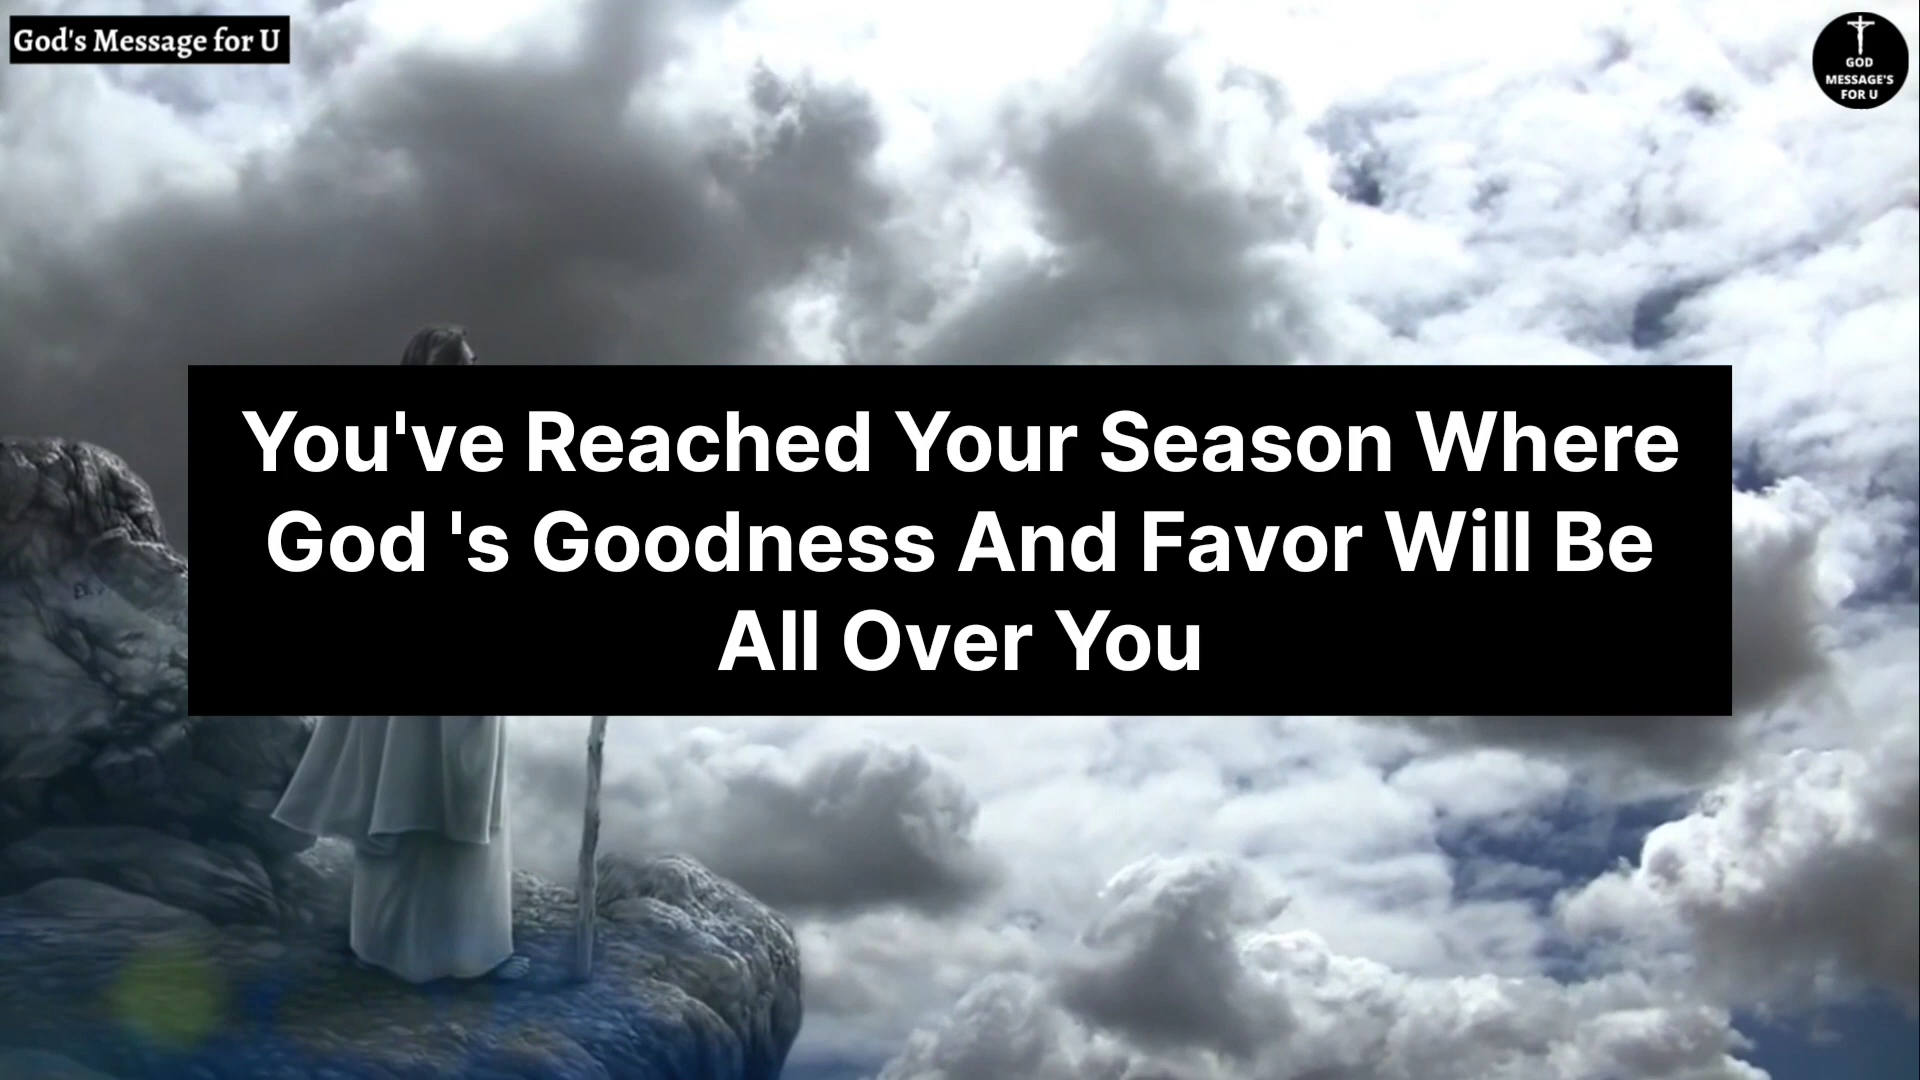 God's Message for U
GOD
MESSAGE'S
FOR U
You've Reached Your Season Where
God 's Goodness And Favor Will Be
All Over You